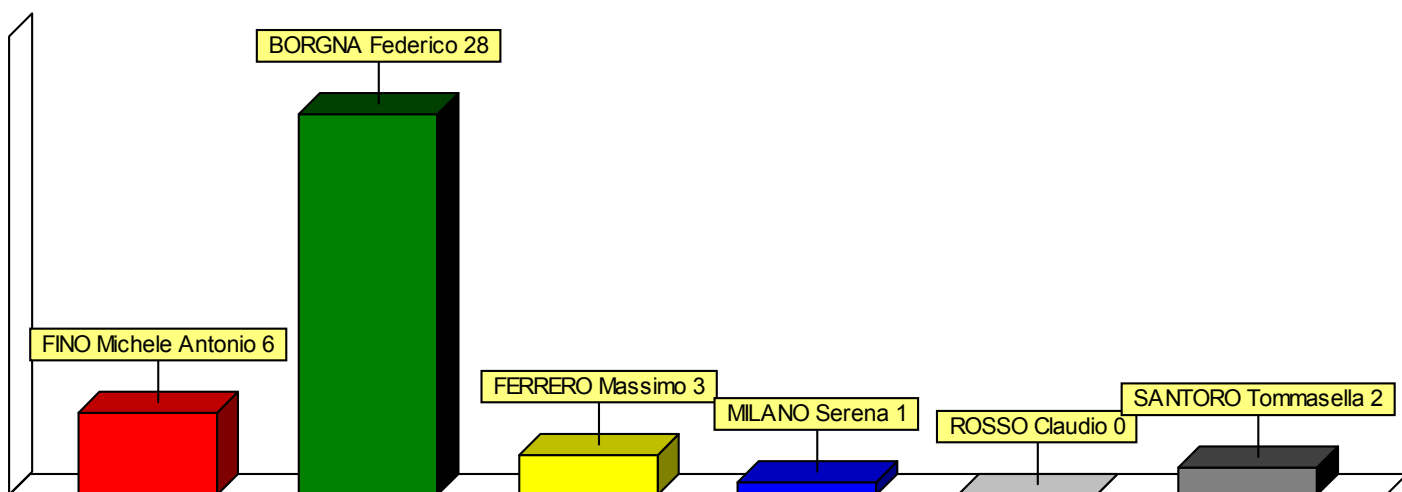 BORGNA Federico 28
FINO Michele Antonio 6
FERRERO Massimo 3
MILANO Serena 1
ROSSO Claudio 0
SANTORO Tommasella 2